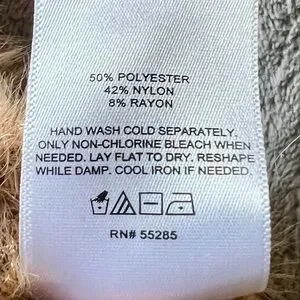 50% POLYESTER
42% NYLON
8% RAYON
HAND WASH COLD SEPARATELY.
ONLY NON-CHLORINE BLEACH WHEN
NEEDED. LAY FLAT TO DRY. RESHAPE
WHILE DAMP. COOL IRON IF NEEDED.
RN# 55285